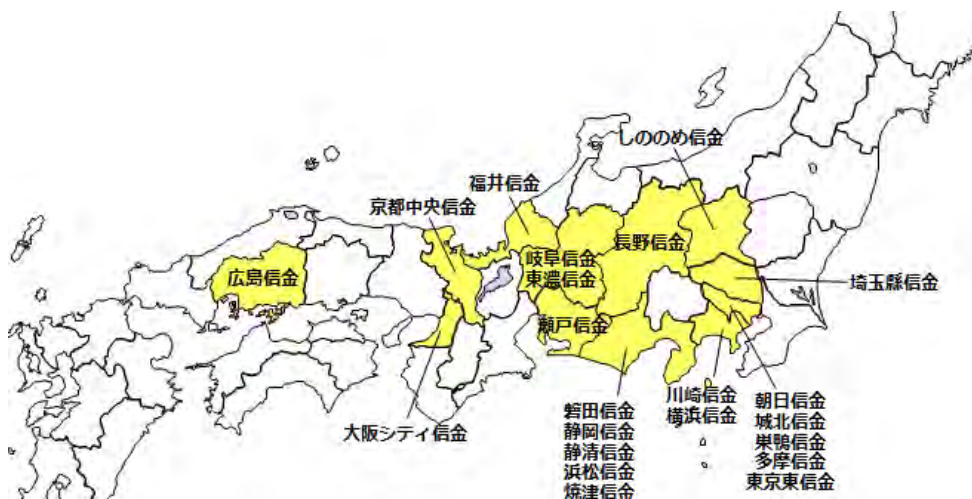 しののめ信金
福井信金
京都中央信金
長野信金
岐阜信金
東濃信金
広島信金
埼玉縣信金
瀬戸信金
大阪シティ信金
磐田信金
静岡信金
静清信金
浜松信金
焼津信金
川崎信金
横浜信金
朝日信金
城北信金
巣鴨信金
多摩信金
東京東信金